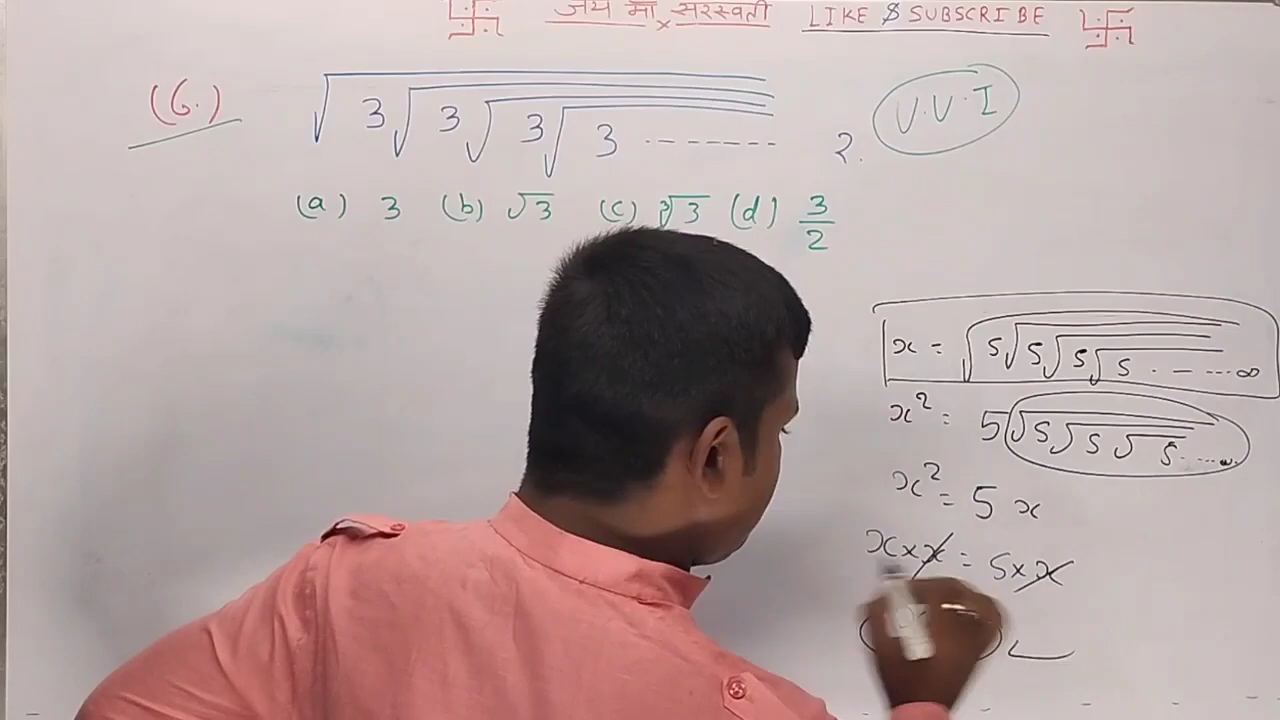 जय माँ × सरस्वती LIKE $ SUBSCRIBE
(6.) √3√3√3√3 ------- ?. V.V.I
(a) 3 (b) √3 (c) ∛3 (d) 3/2
x = √5√5√5√5 . - - ....∞
x² = 5√5√5√5.....∞
x² = 5x
x×x = 5×x